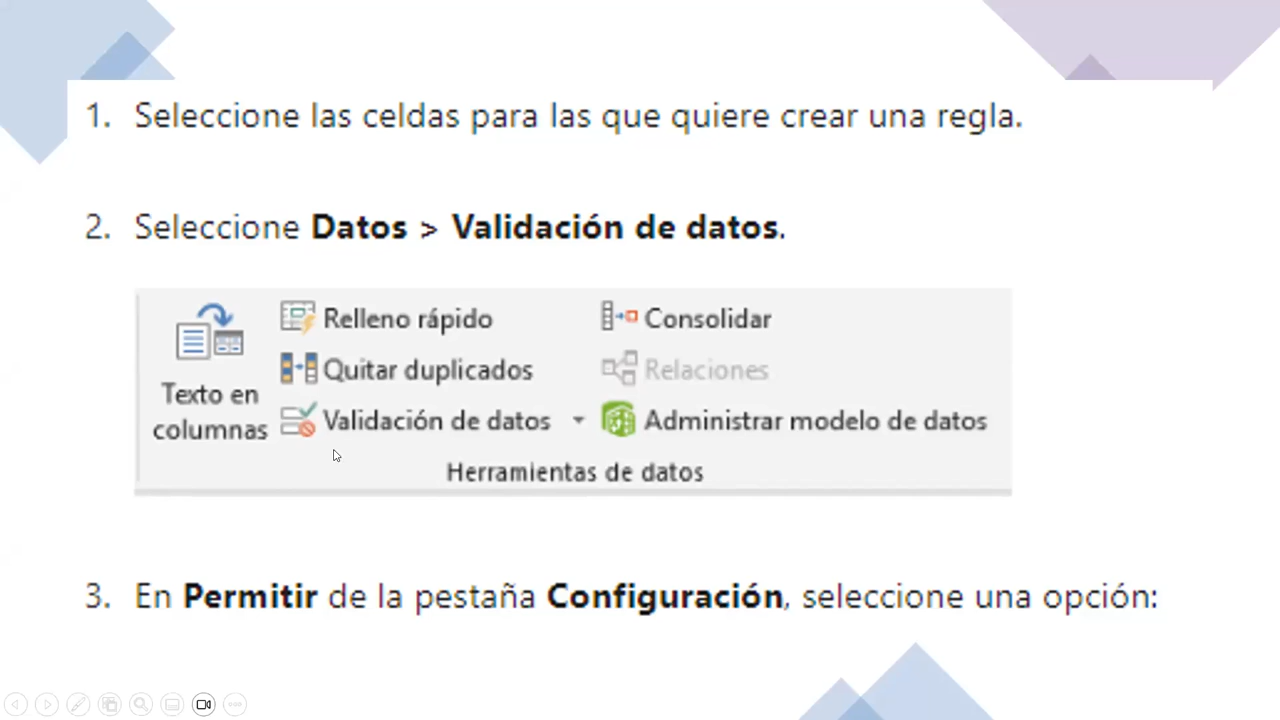 1. Seleccione las celdas para las que quiere crear una regla.
2. Seleccione Datos > Validación de datos.
Texto en
columnas
Relleno rápido
Quitar duplicados
Validación de datos
Consolidar
Relaciones
Administrar modelo de datos
Herramientas de datos
3. En Permitir de la pestaña Configuración, seleccione una opción: